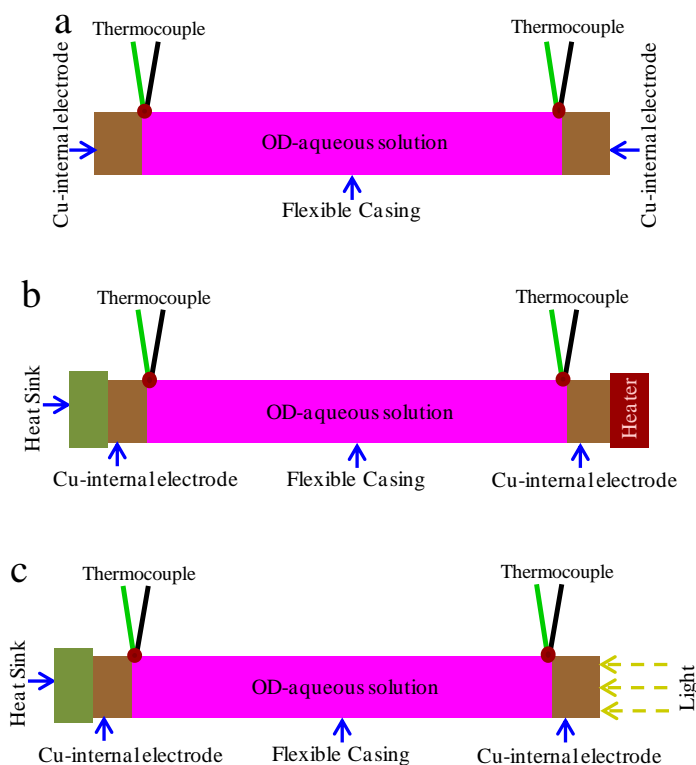 a
Thermocouple
Thermocouple
Cu-internal electrode
OD-aqueous solution
Cu-internal electrode
Flexible Casing
b
Thermocouple
Thermocouple
Heat Sink
OD-aqueous solution
Heater
Cu-internal electrode
Flexible Casing
Cu-internal electrode
c
Thermocouple
Thermocouple
Heat Sink
OD-aqueous solution
Light
Cu-internal electrode
Flexible Casing
Cu-internal electrode